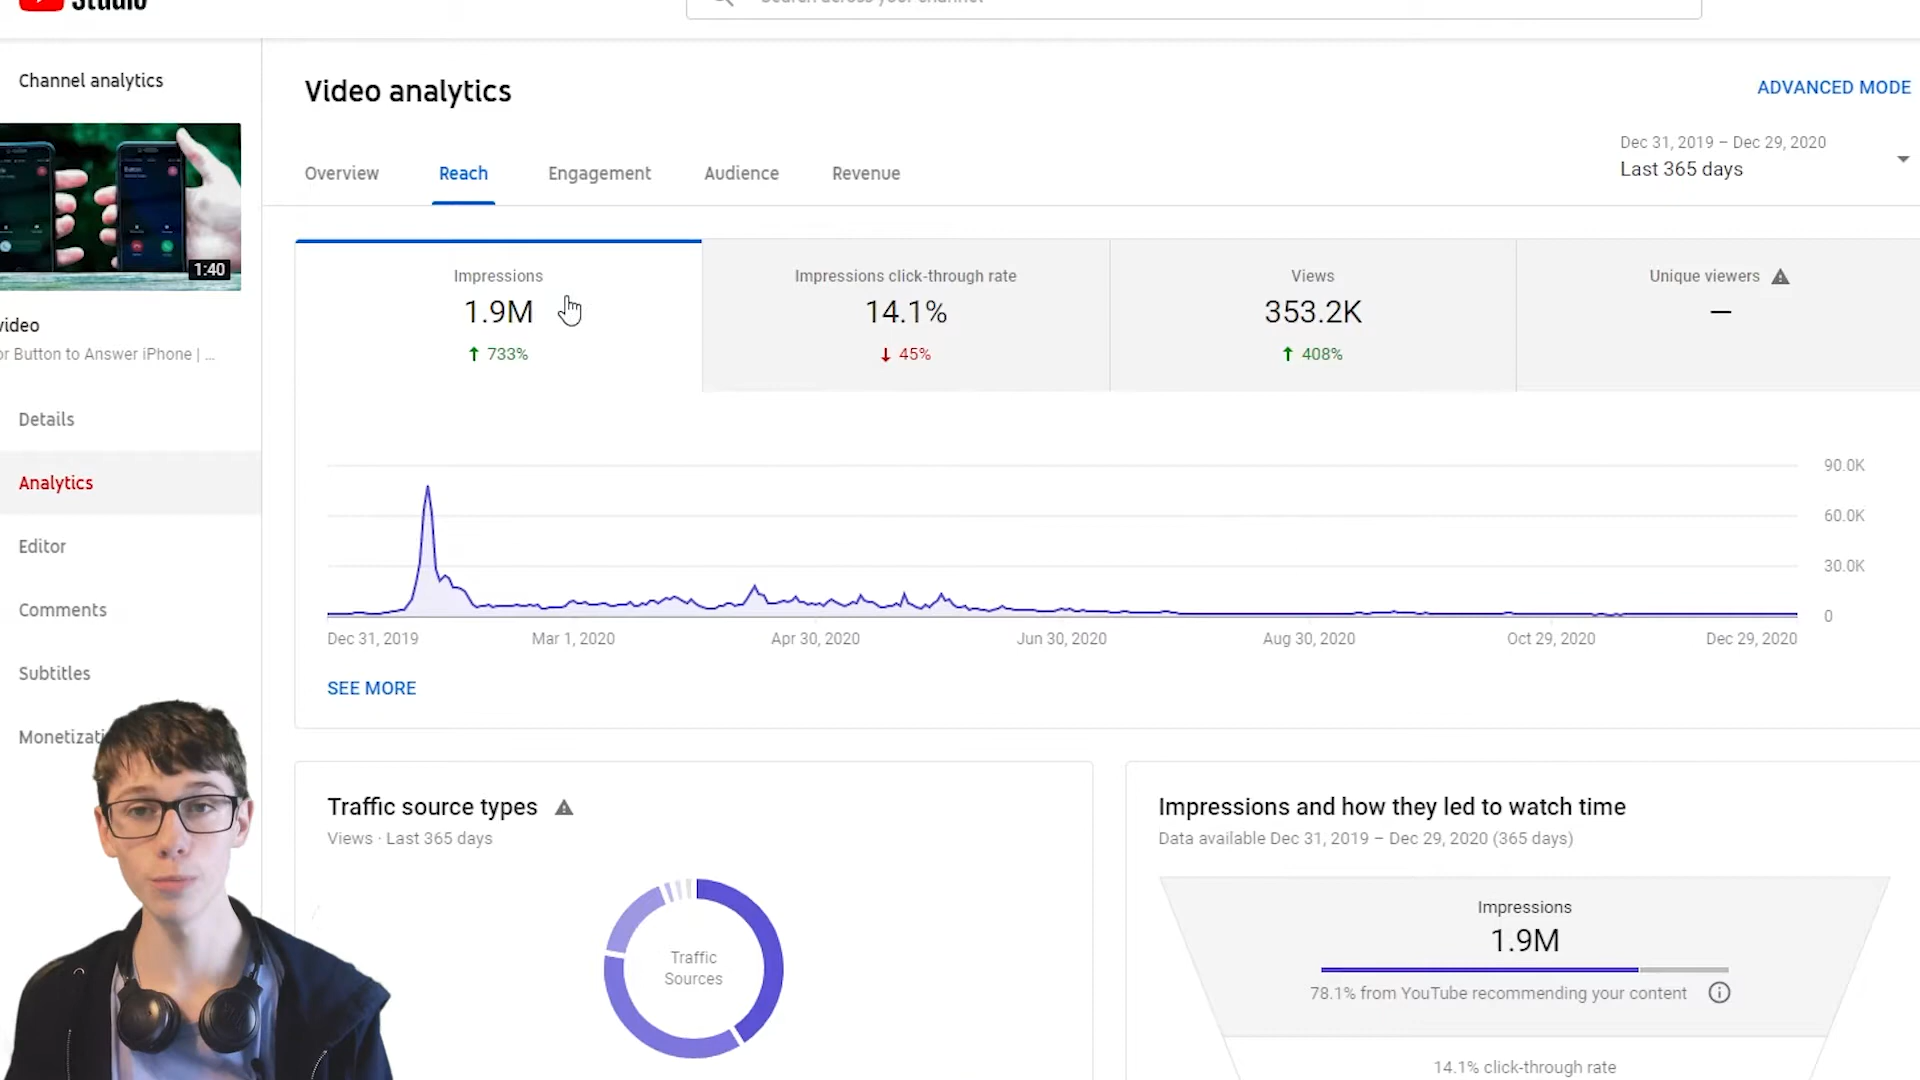 Studio
Search across your channel
Channel analytics
Video analytics
ADVANCED MODE
Dec 31, 2019 – Dec 29, 2020
Last 365 days
Overview
Reach
Engagement
Audience
Revenue
1:40
video
or Button to Answer iPhone | ...
Details
Analytics
Editor
Comments
Subtitles
Monetizati
Impressions
1.9M
733%
Impressions click-through rate
14.1%
45%
Views
353.2K
408%
Unique viewers
—
90.0K
60.0K
30.0K
0
Dec 31, 2019
Mar 1, 2020
Apr 30, 2020
Jun 30, 2020
Aug 30, 2020
Oct 29, 2020
Dec 29, 2020
SEE MORE
Traffic source types
Views · Last 365 days
Traffic
Sources
Impressions and how they led to watch time
Data available Dec 31, 2019 – Dec 29, 2020 (365 days)
Impressions
1.9M
78.1% from YouTube recommending your content
14.1% click-through rate